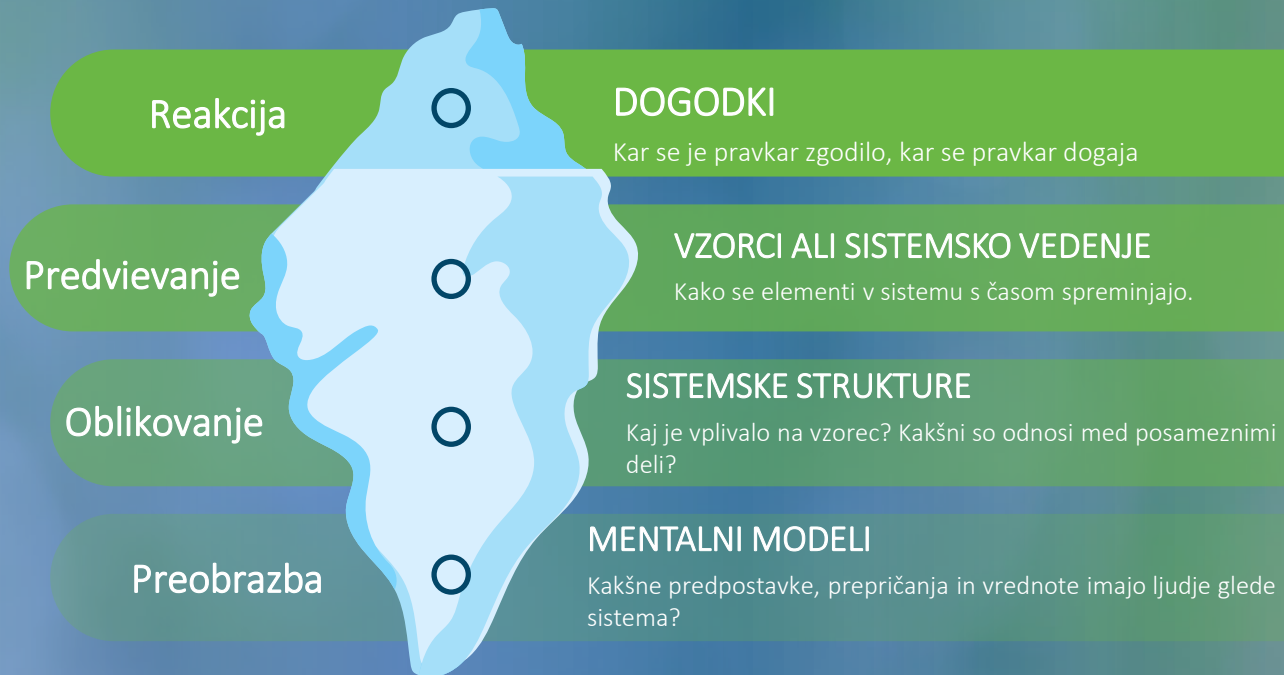 Reakcija
DOGODKI
Kar se je pravkar zgodilo, kar se pravkar dogaja
Predvievanje
VZORCI ALI SISTEMSKO VEDENJE
Kako se elementi v sistemu s časom spreminjajo.
Oblikovanje
SISTEMSKE STRUKTURE
Kaj je vplivalo na vzorec? Kakšni so odnosi med posameznimi
deli?
Preobrazba
MENTALNI MODELI
Kakšne predpostavke, prepričanja in vrednote imajo ljudje glede
sistema?